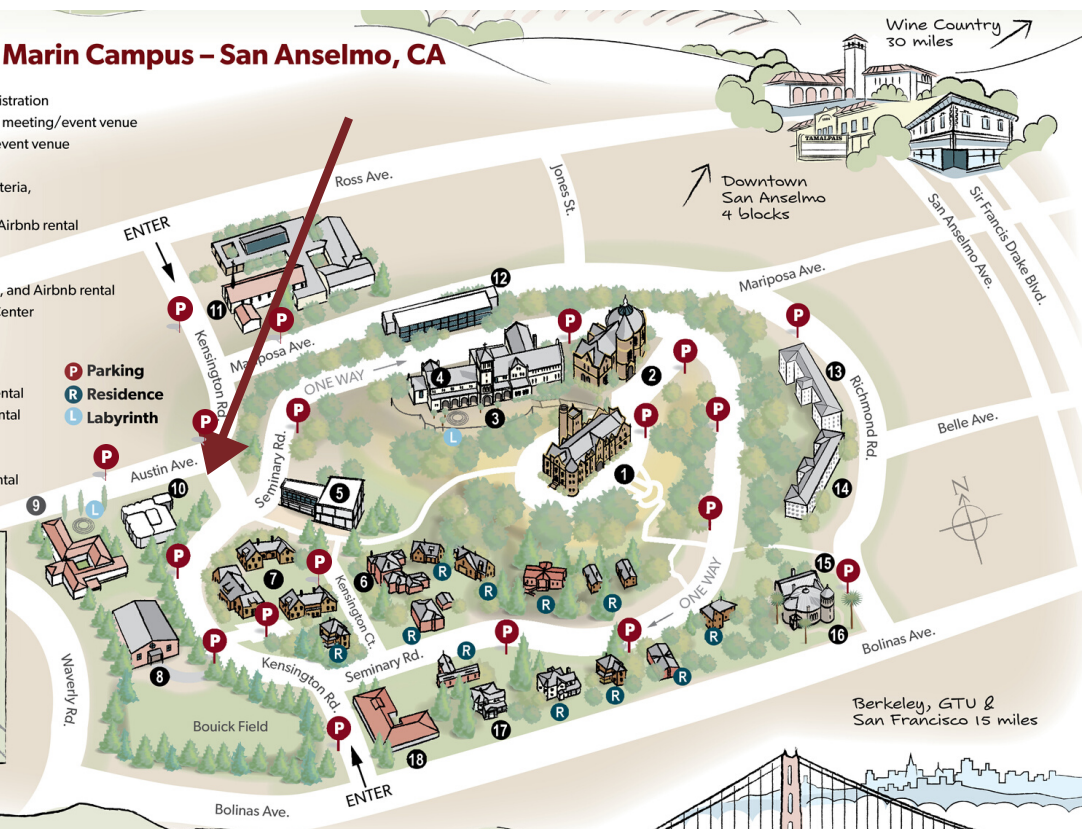 Wine Country
30 miles
Marin Campus – San Anselmo, CA
istration
meeting/event venue
event venue
teria,
Airbnb rental
, and Airbnb rental
Center
ental
ntal
ntal
TAMALPAIS
Downtown
San Anselmo
4 blocks
Ross Ave.
Jones St.
San Anselmo Ave.
Sir Francis Drake Blvd.
ENTER
Mariposa Ave.
12
P
11
P
P
P
Kensington Rd.
Mariposa Ave.
ONE WAY
P Parking
R Residence
L Labyrinth
4
2
P
13
3
L
P
P
P
P
Richmond Rd.
Belle Ave.
P
Austin Ave.
Seminary Rd.
1
10
5
14
9
L
P
N
P
7
P
6
R
R
R
R
Kensington Ct.
ONE WAY
15
P
P
R
R
R
16
Bolinas Ave.
P
8
Kensington Rd.
Seminary Rd.
P
P
R
R
R
R
Waverly Rd.
Bouick Field
P
17
18
Berkeley, GTU &
San Francisco 15 miles
ENTER
Bolinas Ave.